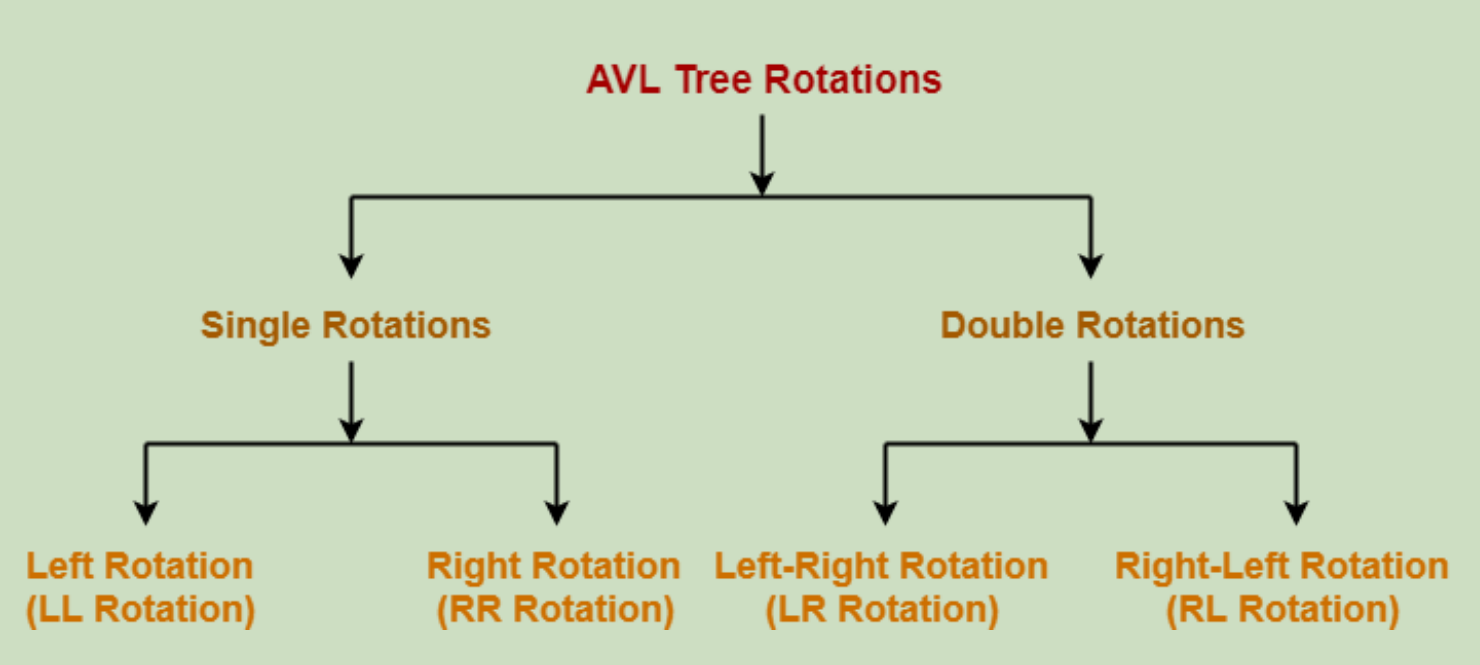 AVL Tree Rotations
Single Rotations
Double Rotations
Left Rotation
(LL Rotation)
Right Rotation
(RR Rotation)
Left-Right Rotation
(LR Rotation)
Right-Left Rotation
(RL Rotation)